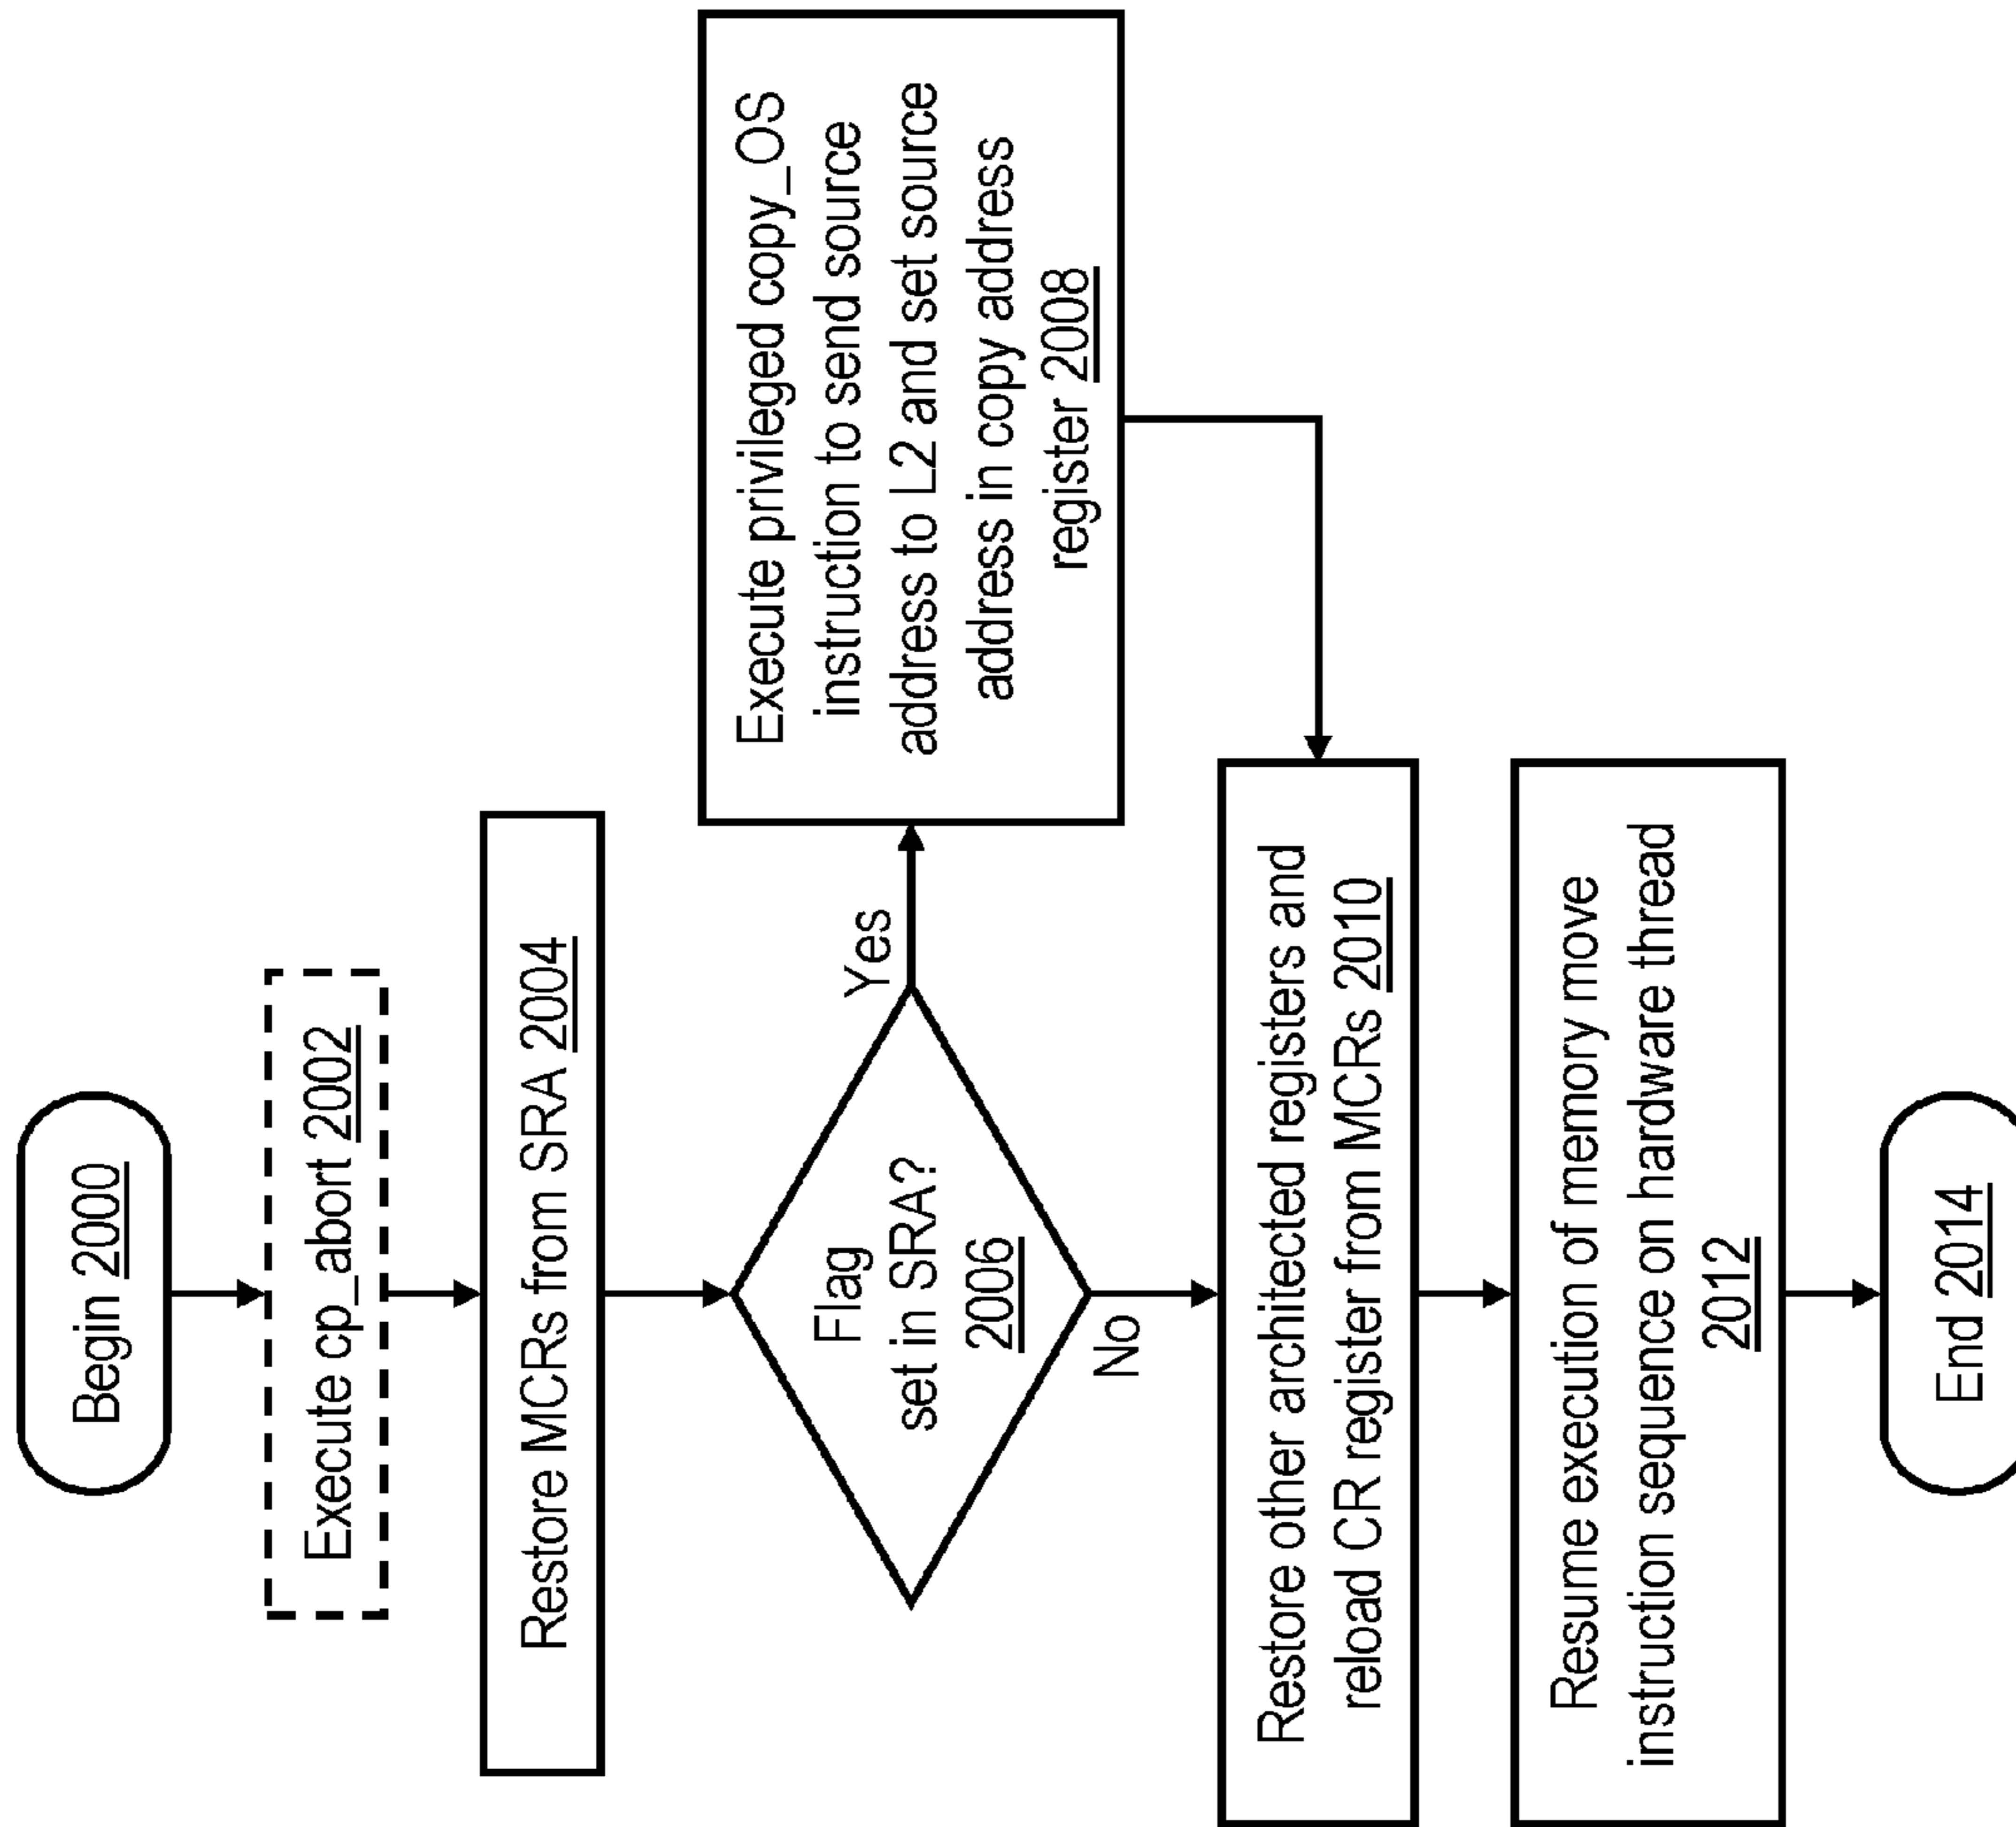 Begin 2000
Execute cp_abort 2002
Restore MCRs from SRA 2004
Flag
set in SRA?
2006
Yes
No
Execute privileged copy_OS
instruction to send source
address to L2 and set source
address in copy address
register 2008
Restore other architected registers and
reload CR register from MCRs 2010
Resume execution of memory move
instruction sequence on hardware thread
2012
End 2014